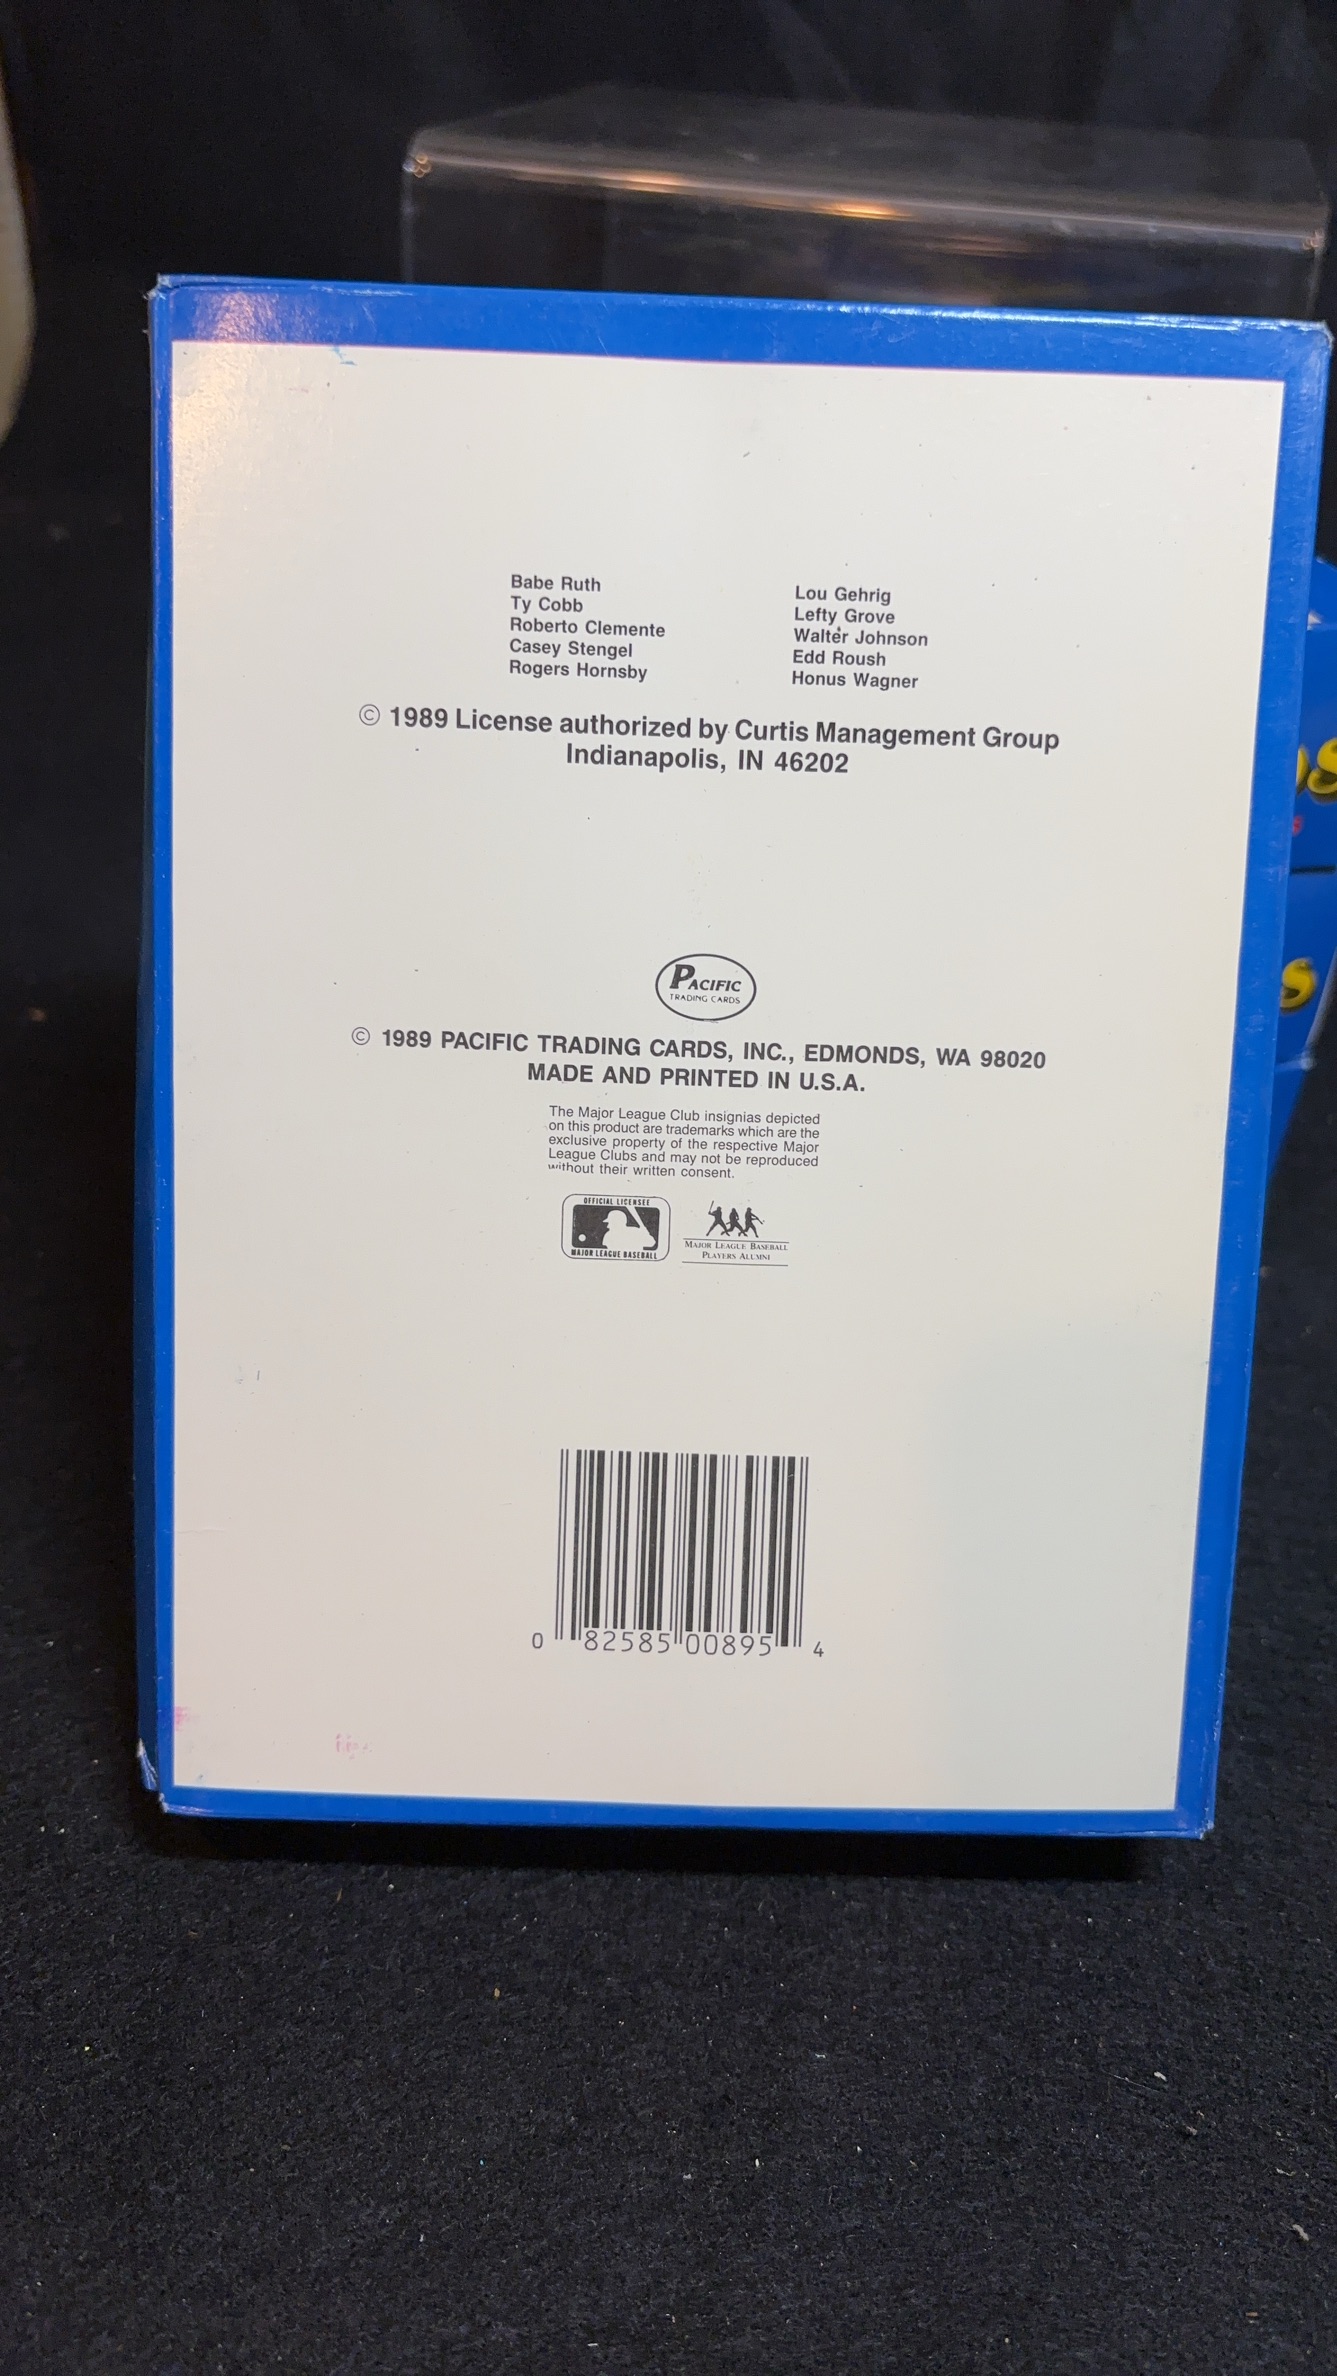 Babe Ruth
Ty Cobb
Roberto Clemente
Casey Stengel
Rogers Hornsby
Lou Gehrig
Lefty Grove
Walter Johnson
Edd Roush
Honus Wagner
© 1989 License authorized by Curtis Management Group
Indianapolis, IN 46202
PACIFIC
TRADING CARDS
© 1989 PACIFIC TRADING CARDS, INC., EDMONDS, WA 98020
MADE AND PRINTED IN U.S.A.
The Major League Club insignias depicted
on this product are trademarks which are the
exclusive property of the respective Major
League Clubs and may not be reproduced
without their written consent.
OFFICIAL LICENSEE
MAJOR LEAGUE BASEBALL
MAJOR LEAGUE BASEBALL
PLAYERS ALUMNI
0 82585 00895 4